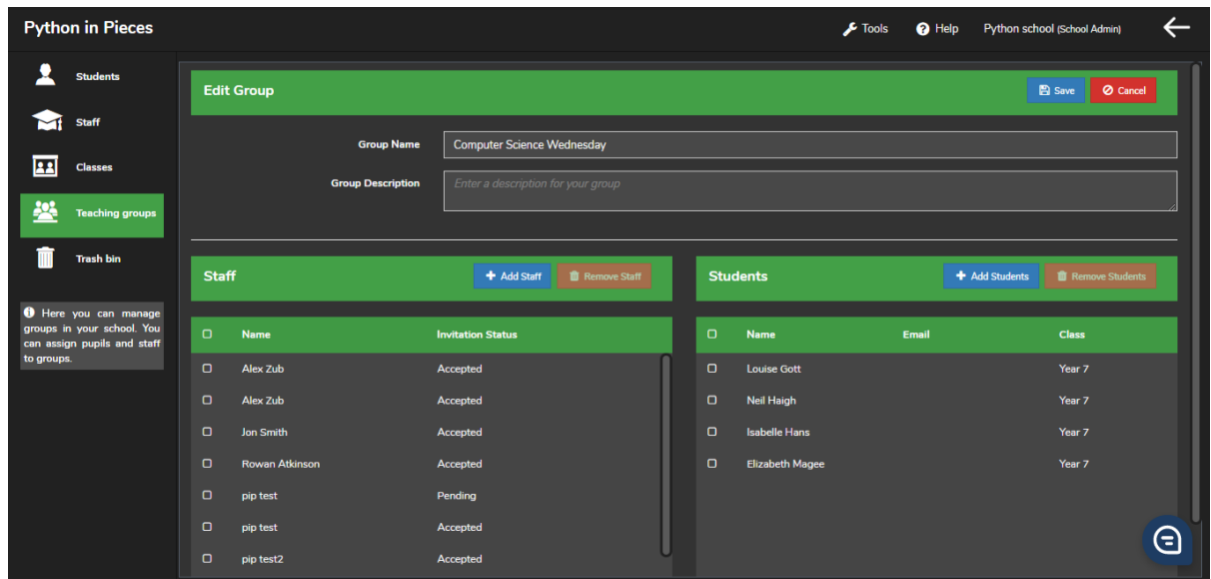 Python in Pieces
Tools
Help
Python school (School Admin)
Students
Staff
Classes
Teaching groups
Trash bin
Here you can manage
groups in your school. You
can assign pupils and staff
to groups.
Edit Group
Save
Cancel
Group Name
Computer Science Wednesday
Group Description
Enter a description for your group
Staff
Add Staff
Remove Staff
Name Invitation Status
Alex Zub Accepted
Alex Zub Accepted
Jon Smith Accepted
Rowan Atkinson Accepted
pip test Pending
pip test Accepted
pip test2 Accepted
Students
Add Students
Remove Students
Name Email Class
Louise Gott Year 7
Neil Haigh Year 7
Isabelle Hans Year 7
Elizabeth Magee Year 7